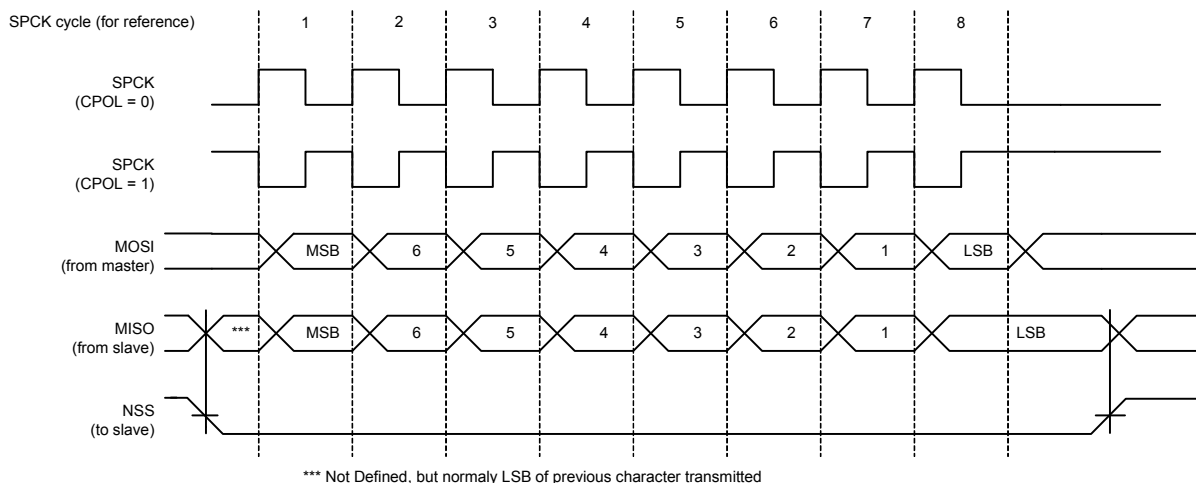 SPCK cycle (for reference) 1 2 3 4 5 6 7 8
SPCK
(CPOL = 0)
SPCK
(CPOL = 1)
MOSI
(from master)
MSB 6 5 4 3 2 1 LSB
MISO
(from slave)
*** MSB 6 5 4 3 2 1 LSB
NSS
(to slave)
*** Not Defined, but normaly LSB of previous character transmitted